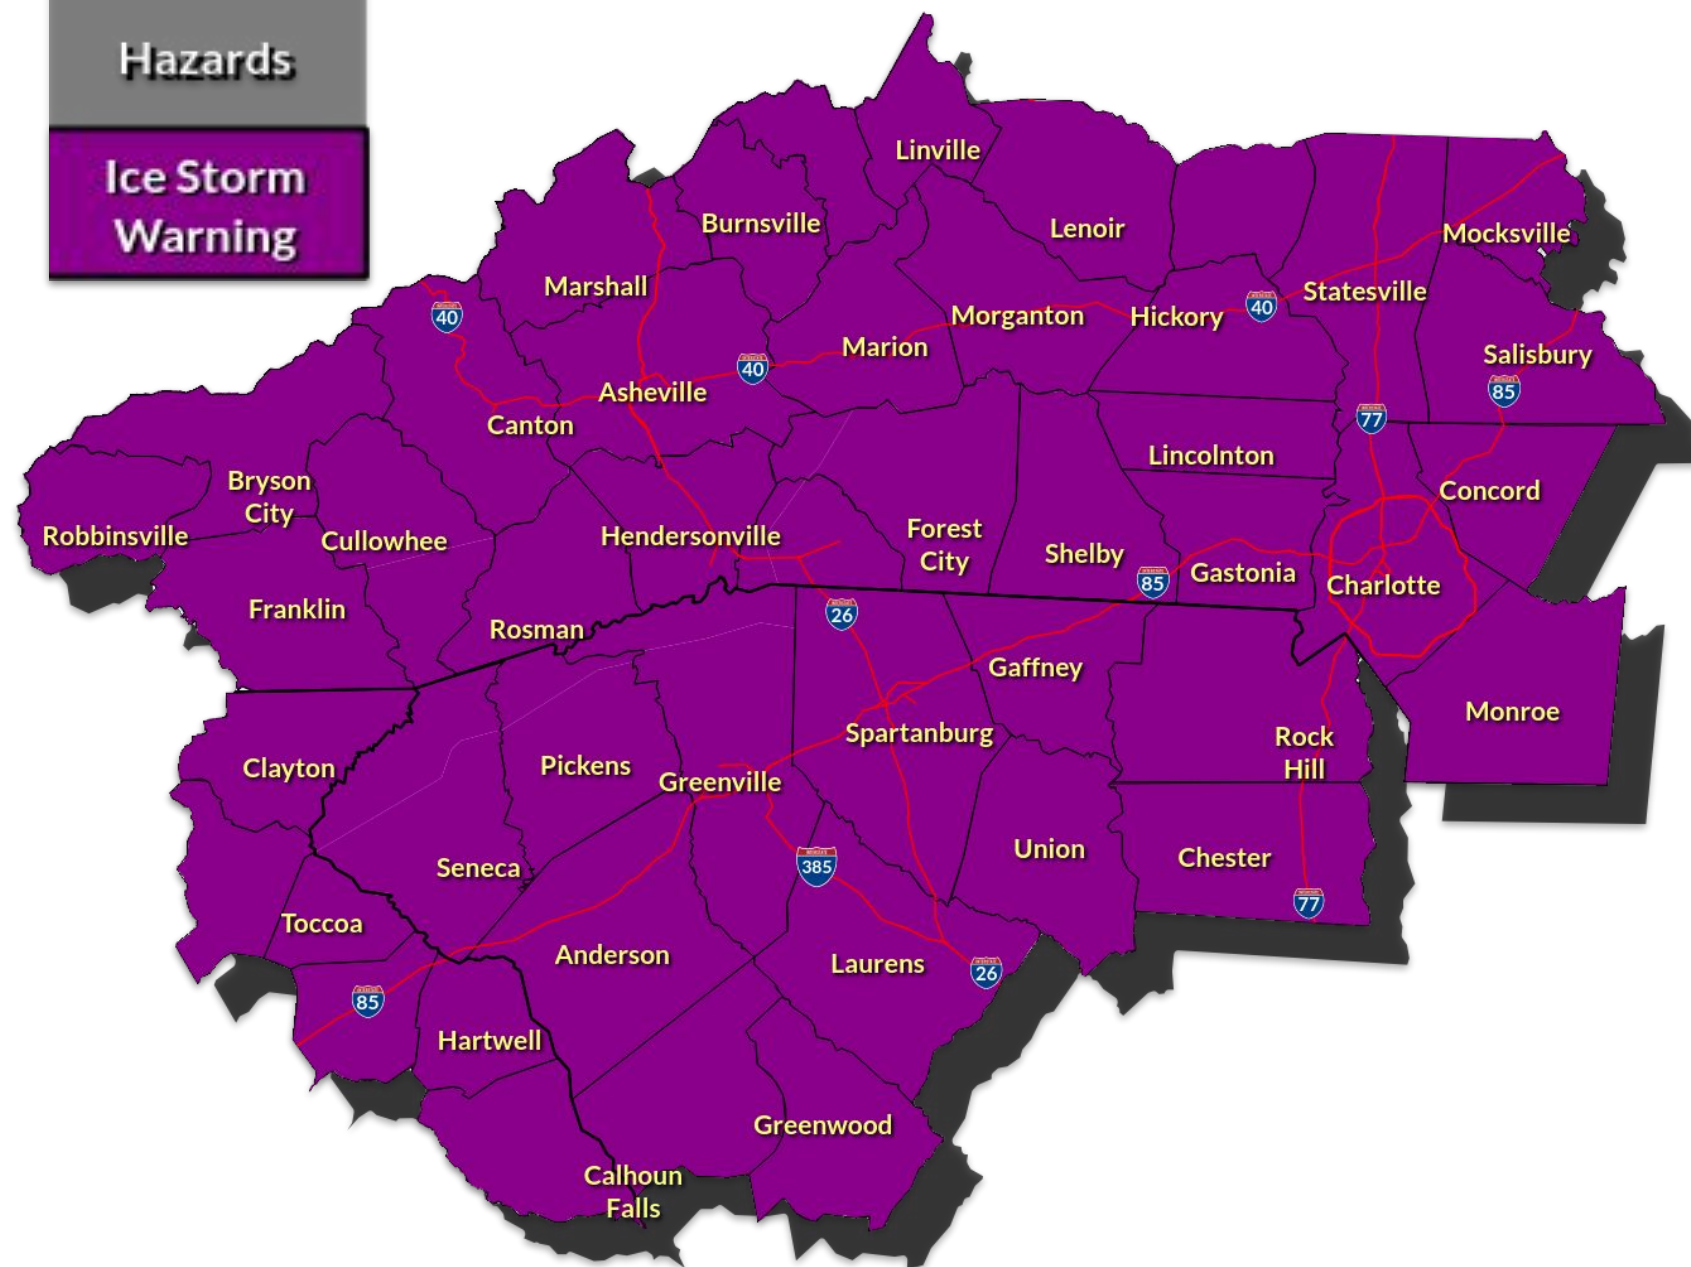 Hazards
Ice Storm
Warning
Linville
Burnsville
Lenoir
Mocksville
Marshall
Statesville
40
Morganton
Hickory
40
Marion
Salisbury
40
85
Asheville
77
Canton
Lincolnton
Bryson
City
Concord
Robbinsville
Cullowhee
Hendersonville
Forest
City
Shelby
85
Gastonia
Charlotte
Franklin
26
Rosman
Gaffney
Monroe
Spartanburg
Rock
Hill
Clayton
Pickens
Greenville
Seneca
385
Union
Chester
77
Toccoa
Anderson
Laurens
26
85
Hartwell
Greenwood
Calhoun
Falls